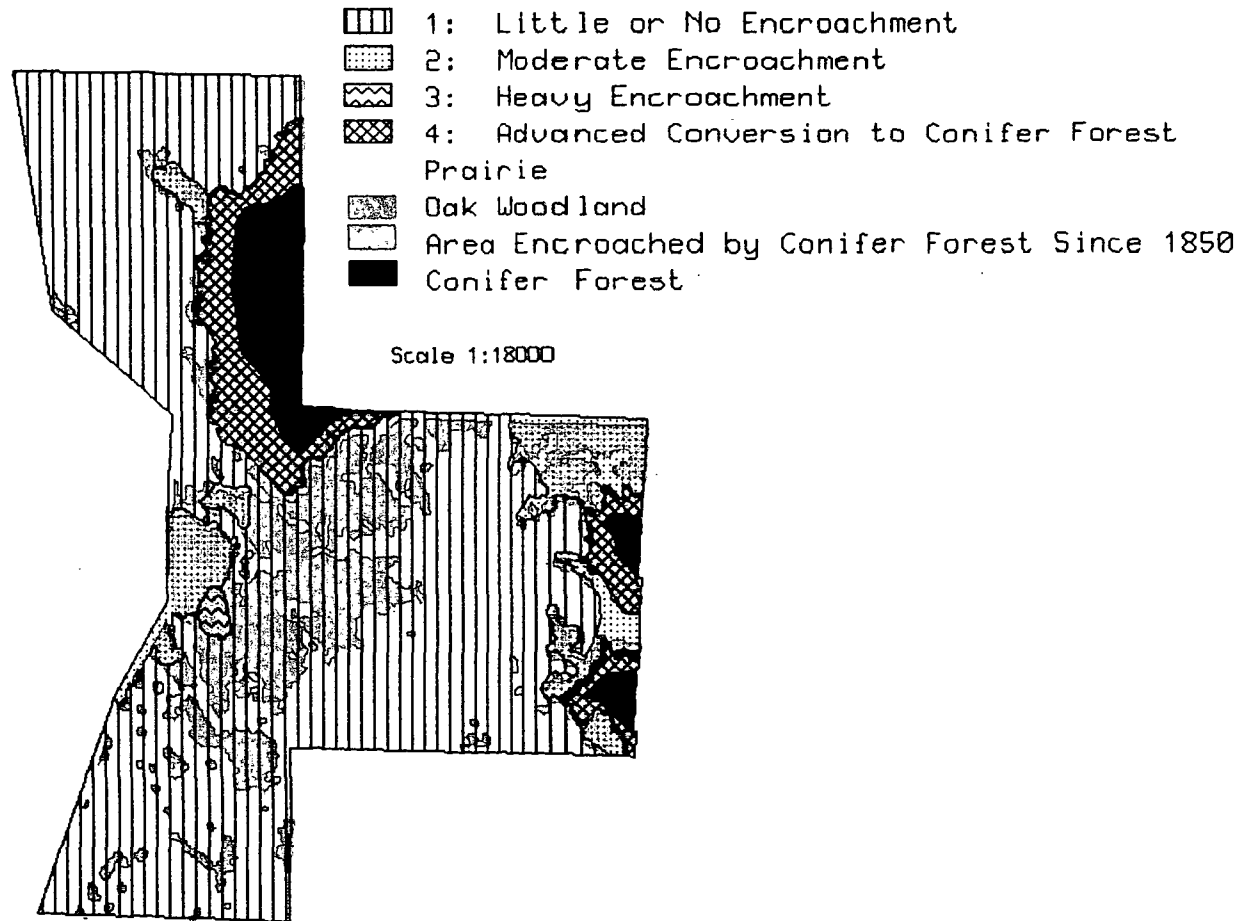 1: Little or No Encroachment
2: Moderate Encroachment
3: Heavy Encroachment
4: Advanced Conversion to Conifer Forest
Prairie
Oak Woodland
Area Encroached by Conifer Forest Since 1850
Conifer Forest
Scale 1:18000